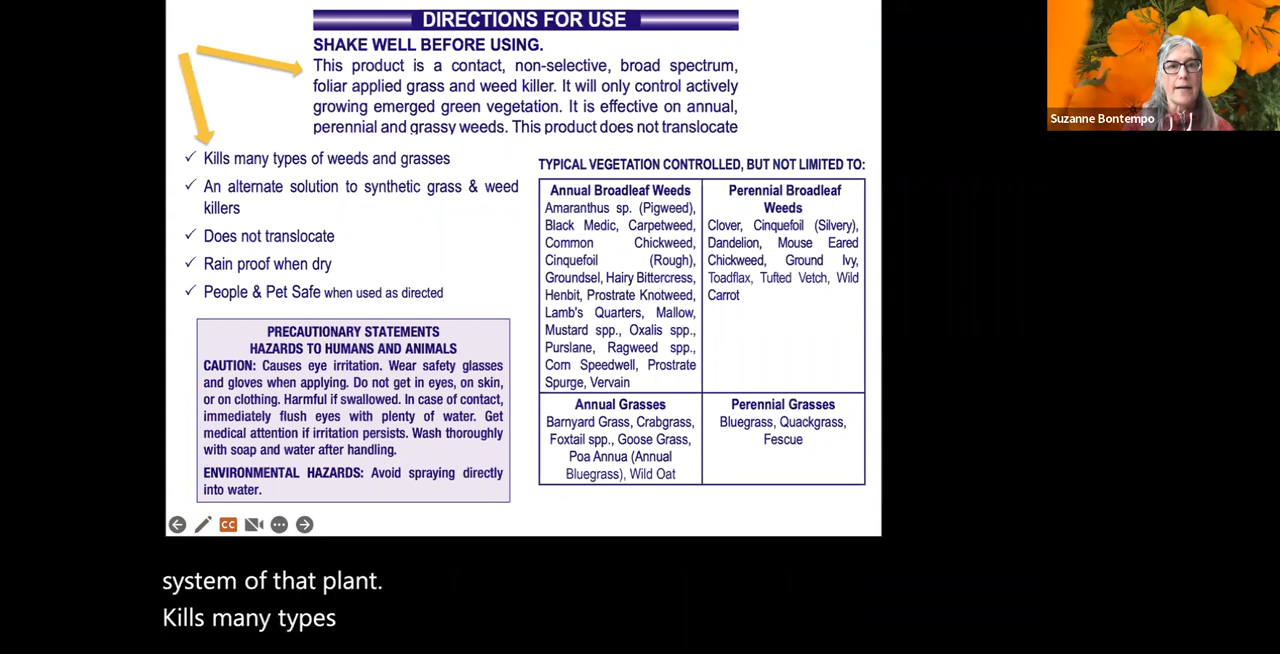 DIRECTIONS FOR USE
SHAKE WELL BEFORE USING.
This product is a contact, non-selective, broad spectrum,
foliar applied grass and weed killer. It will only control actively
growing emerged green vegetation. It is effective on annual,
perennial and grassy weeds. This product does not translocate
Kills many types of weeds and grasses
An alternate solution to synthetic grass & weed
killers
Does not translocate
Rain proof when dry
People & Pet Safe when used as directed
PRECAUTIONARY STATEMENTS
HAZARDS TO HUMANS AND ANIMALS
CAUTION: Causes eye irritation. Wear safety glasses
and gloves when applying. Do not get in eyes, on skin,
or on clothing. Harmful if swallowed. In case of contact,
immediately flush eyes with plenty of water. Get
medical attention if irritation persists. Wash thoroughly
with soap and water after handling.
ENVIRONMENTAL HAZARDS: Avoid spraying directly
into water.
TYPICAL VEGETATION CONTROLLED, BUT NOT LIMITED TO:
Annual Broadleaf Weeds
Amaranthus sp. (Pigweed),
Black Medic, Carpetweed,
Common Chickweed,
Cinquefoil (Rough),
Groundsel, Hairy Bittercress,
Henbit, Prostrate Knotweed,
Lamb's Quarters, Mallow,
Mustard spp., Oxalis spp.,
Purslane, Ragweed spp.,
Corn Speedwell, Prostrate
Spurge, Vervain
Perennial Broadleaf
Weeds
Clover, Cinquefoil (Silvery),
Dandelion, Mouse Eared
Chickweed, Ground Ivy,
Toadflax, Tufted Vetch, Wild
Carrot
Annual Grasses
Barnyard Grass, Crabgrass,
Foxtail spp., Goose Grass,
Poa Annua (Annual
Bluegrass), Wild Oat
Perennial Grasses
Bluegrass, Quackgrass,
Fescue
CC
Suzanne Bontempo
system of that plant.
Kills many types